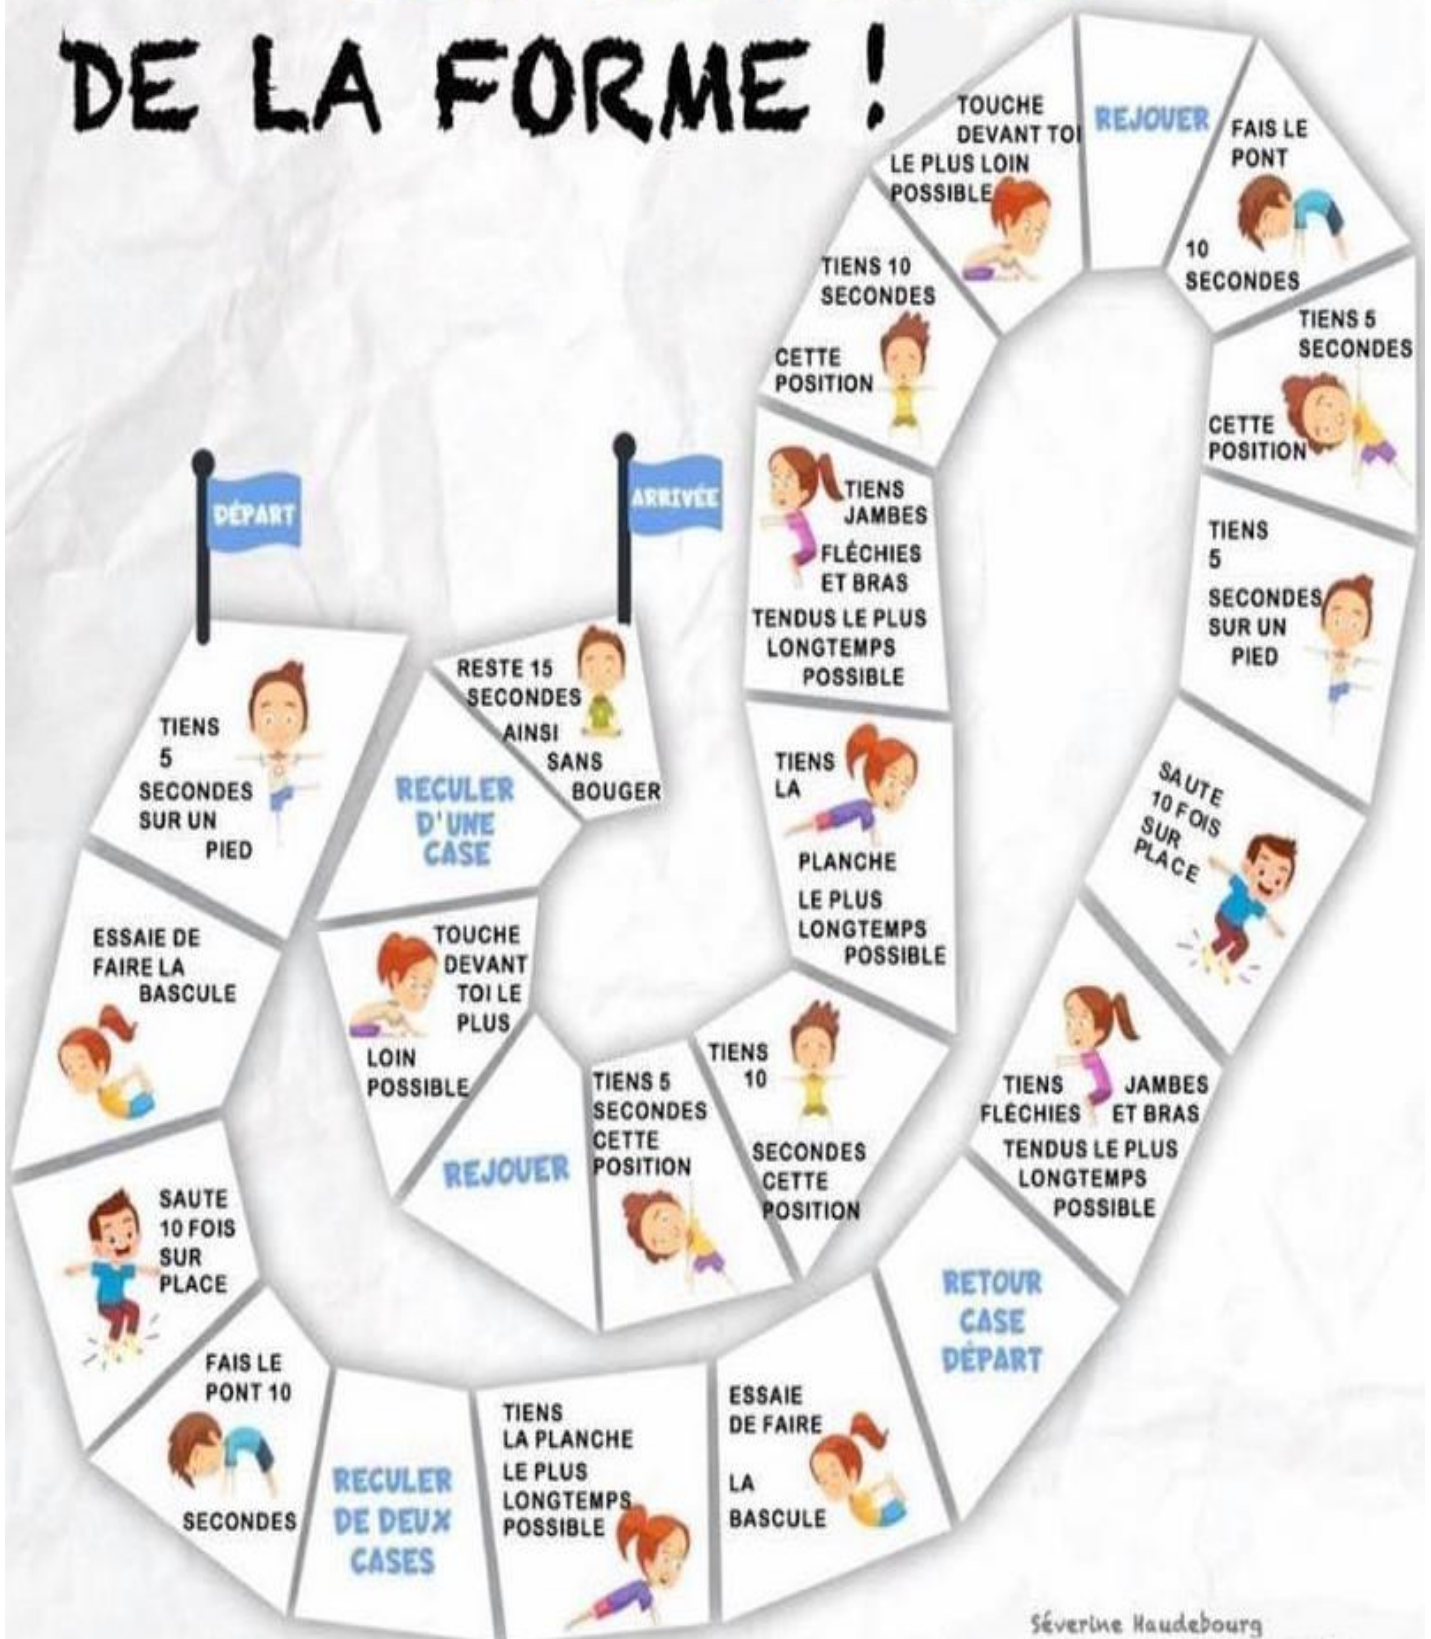 DE LA FORME !
DÉPART
TIENS
5
SECONDES
SUR UN
PIED
ESSAIE DE
FAIRE LA
BASCULE
SAUTE
10 FOIS
SUR
PLACE
FAIS LE
PONT 10
SECONDES
RECULER
DE DEUX
CASES
TIENS
LA PLANCHE
LE PLUS
LONGTEMPS
POSSIBLE
ESSAIE
DE FAIRE
LA
BASCULE
RETOUR
CASE
DÉPART
TIENS JAMBES
FLÉCHIES ET BRAS
TENDUS LE PLUS
LONGTEMPS
POSSIBLE
SAUTE
10 FOIS
SUR
PLACE
TIENS
5
SECONDES
SUR UN
PIED
TIENS 5
SECONDES
CETTE
POSITION
FAIS LE
PONT
10
SECONDES
REJOUER
TOUCHE
DEVANT TOI
LE PLUS LOIN
POSSIBLE
TIENS 10
SECONDES
CETTE
POSITION
TIENS
JAMBES
FLÉCHIES
ET BRAS
TENDUS LE PLUS
LONGTEMPS
POSSIBLE
TIENS
LA
PLANCHE
LE PLUS
LONGTEMPS
POSSIBLE
TIENS
10
SECONDES
CETTE
POSITION
TIENS 5
SECONDES
CETTE
POSITION
REJOUER
TOUCHE
DEVANT
TOI LE
PLUS
LOIN
POSSIBLE
RECULER
D'UNE
CASE
RESTE 15
SECONDES
AINSI
SANS
BOUGER
ARRIVÉE
Séverine Haudebourg